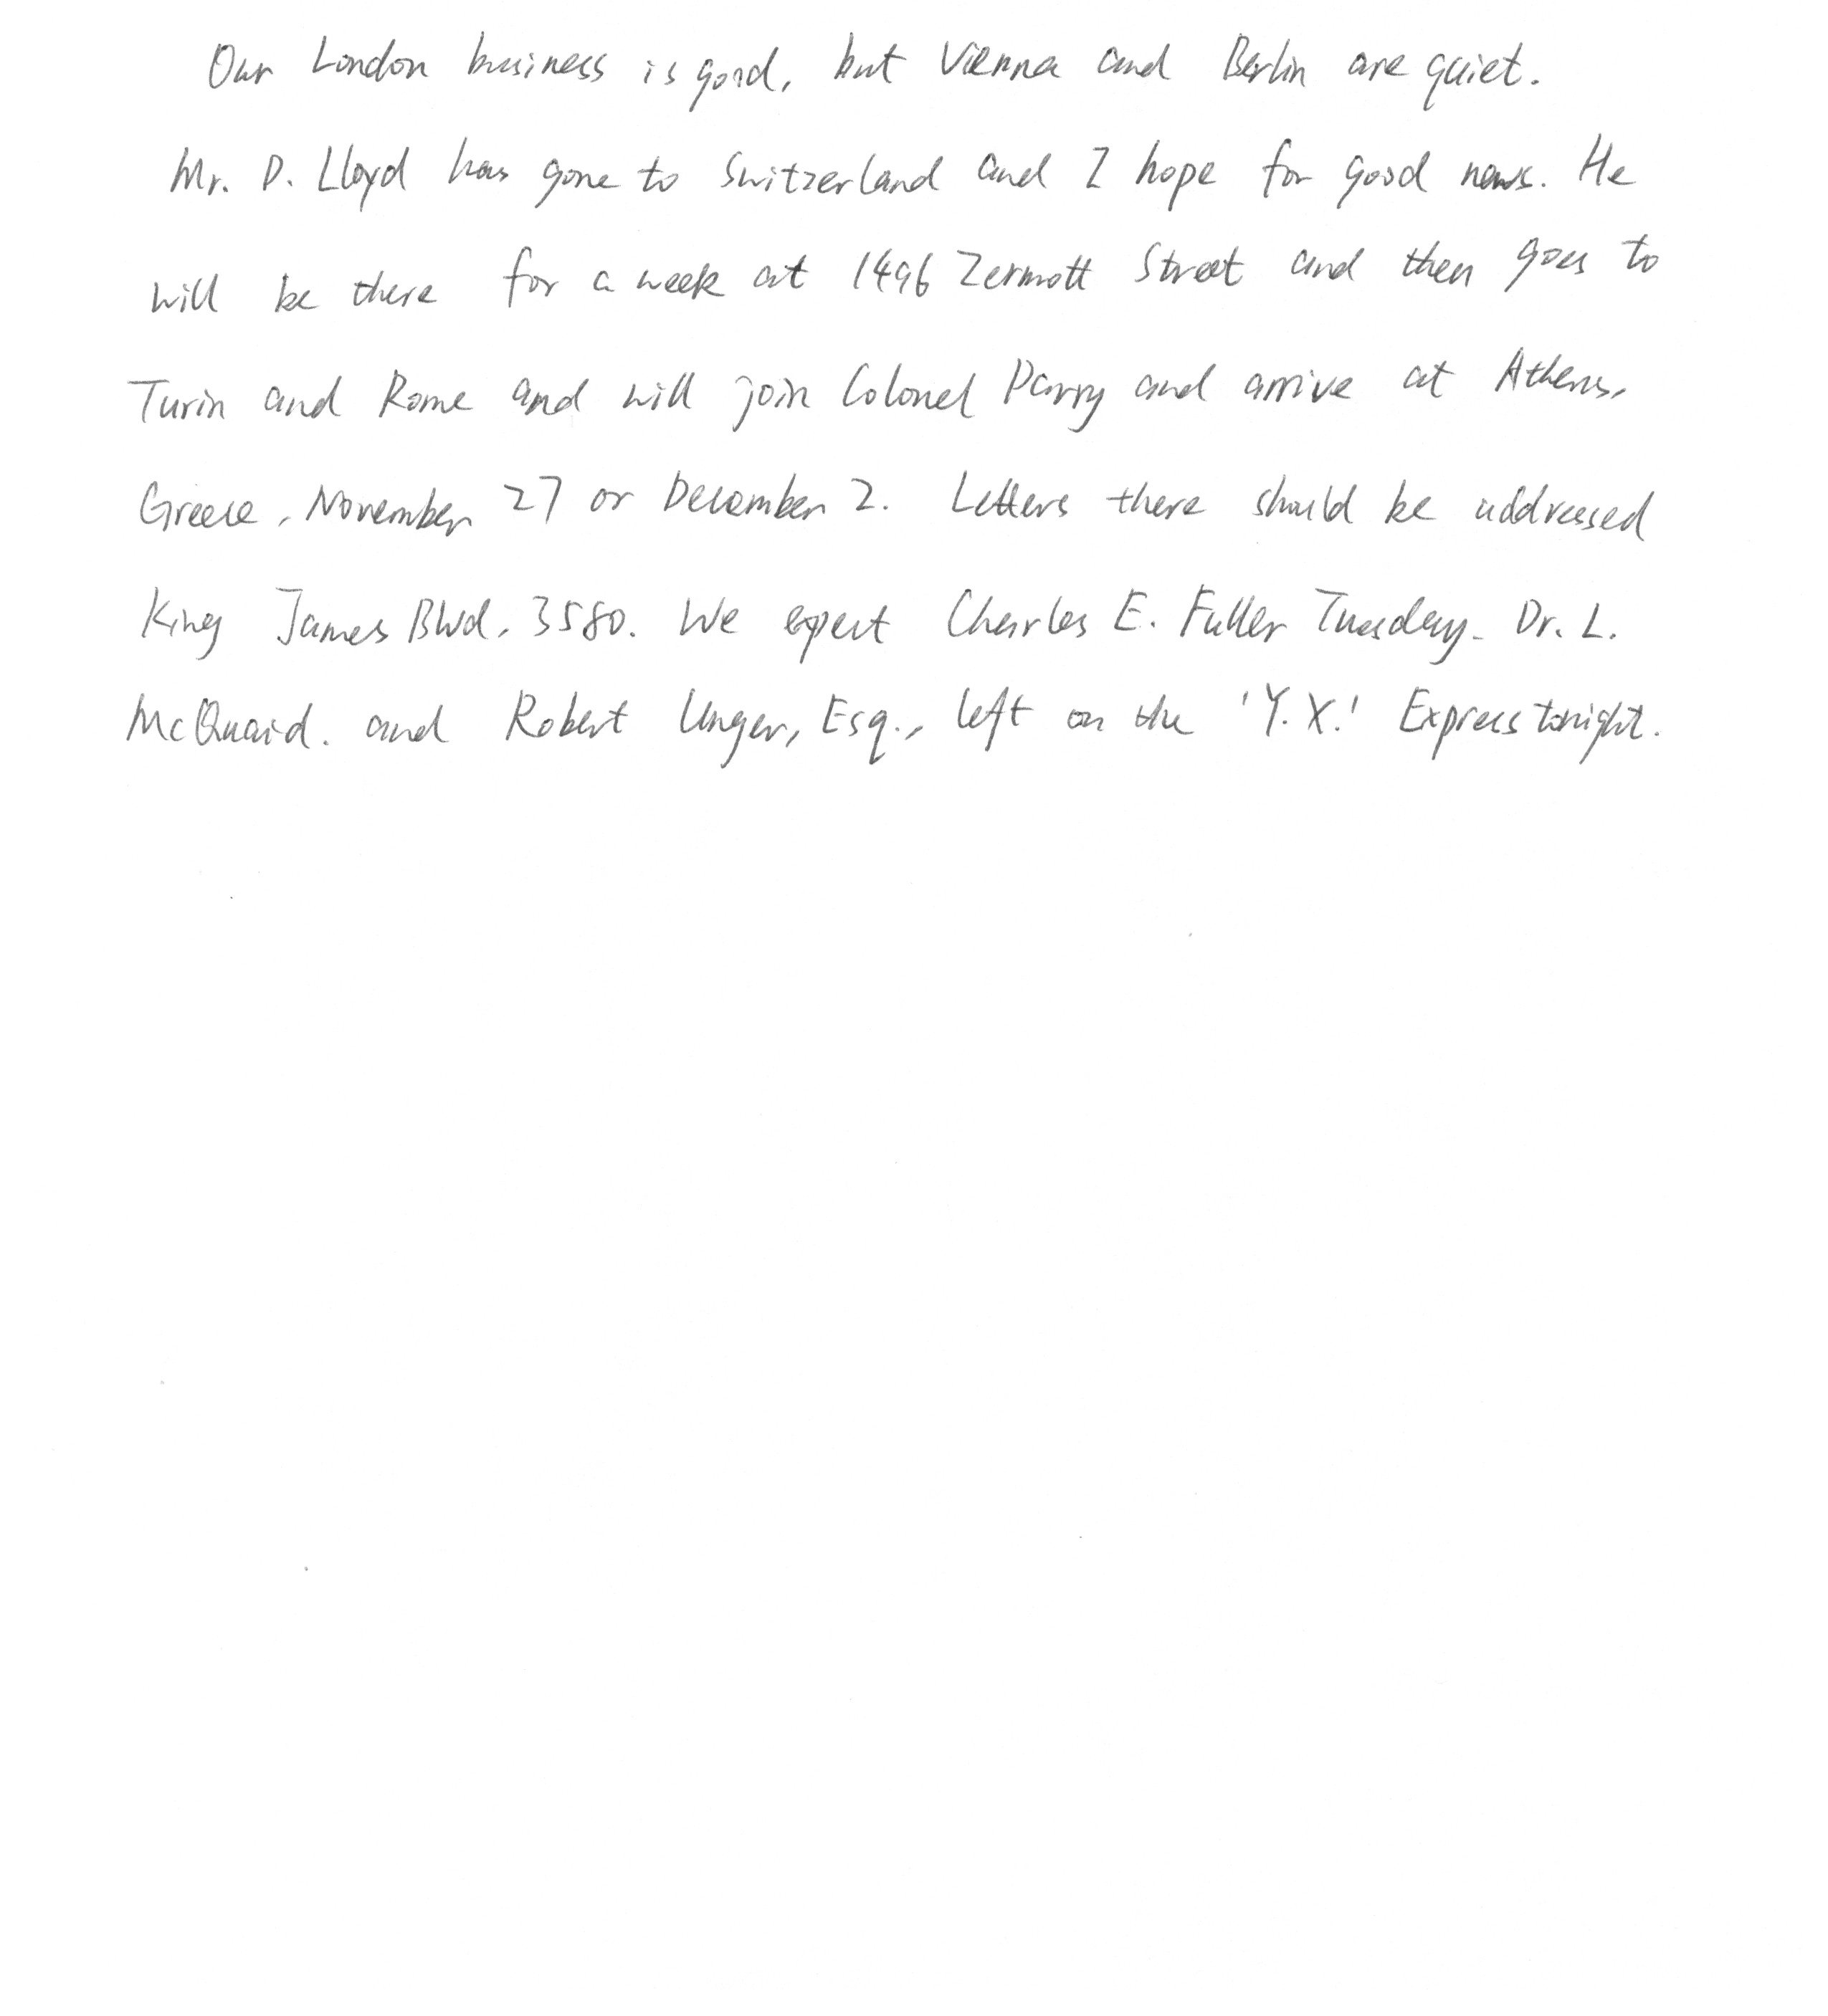 Our London business is good, but Vienna and Berlin are quiet.
Mr. D. Lloyd has gone to Switzerland and I hope for good news. He
will be there for a week at 1496 Zermott Street and then goes to
Turin and Rome and will join Colonel Parry and arrive at Athens,
Greece, November 27 or December 2. Letters there should be addressed
King James Blvd, 3580. We expect Charles E. Fuller Tuesday. Dr. L.
McQuaid. and Robert Unger, Esq., left on the 'Y.X.' Express tonight.